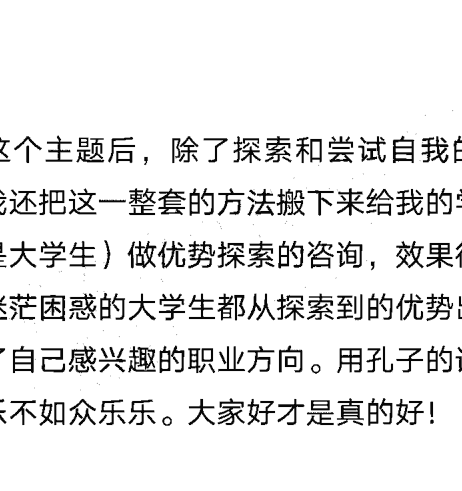 这个主题后，除了探索和尝试自我的
我还把这一整套的方法搬下来给我的学
是大学生）做优势探索的咨询，效果很
迷茫困惑的大学生都从探索到的优势出
了自己感兴趣的职业方向。用孔子的话
乐不如众乐乐。大家好才是真的好！